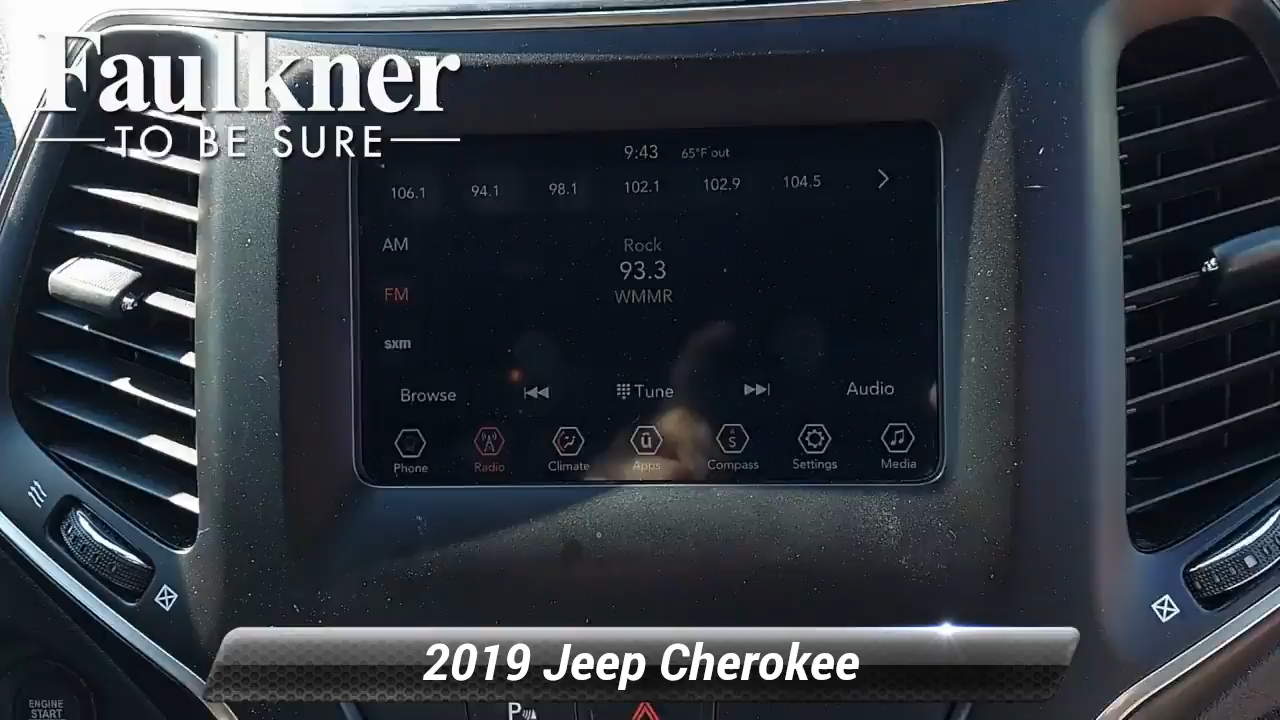 Faulkner
TO BE SURE
9:43 65°F out
106.1 94.1 98.1 102.1 102.9 104.5
AM
Rock
93.3
FM
WMMR
sxm
Browse Tune Audio
Phone Radio Climate Apps Compass Settings Media
2019 Jeep Cherokee
ENGINE
START
P